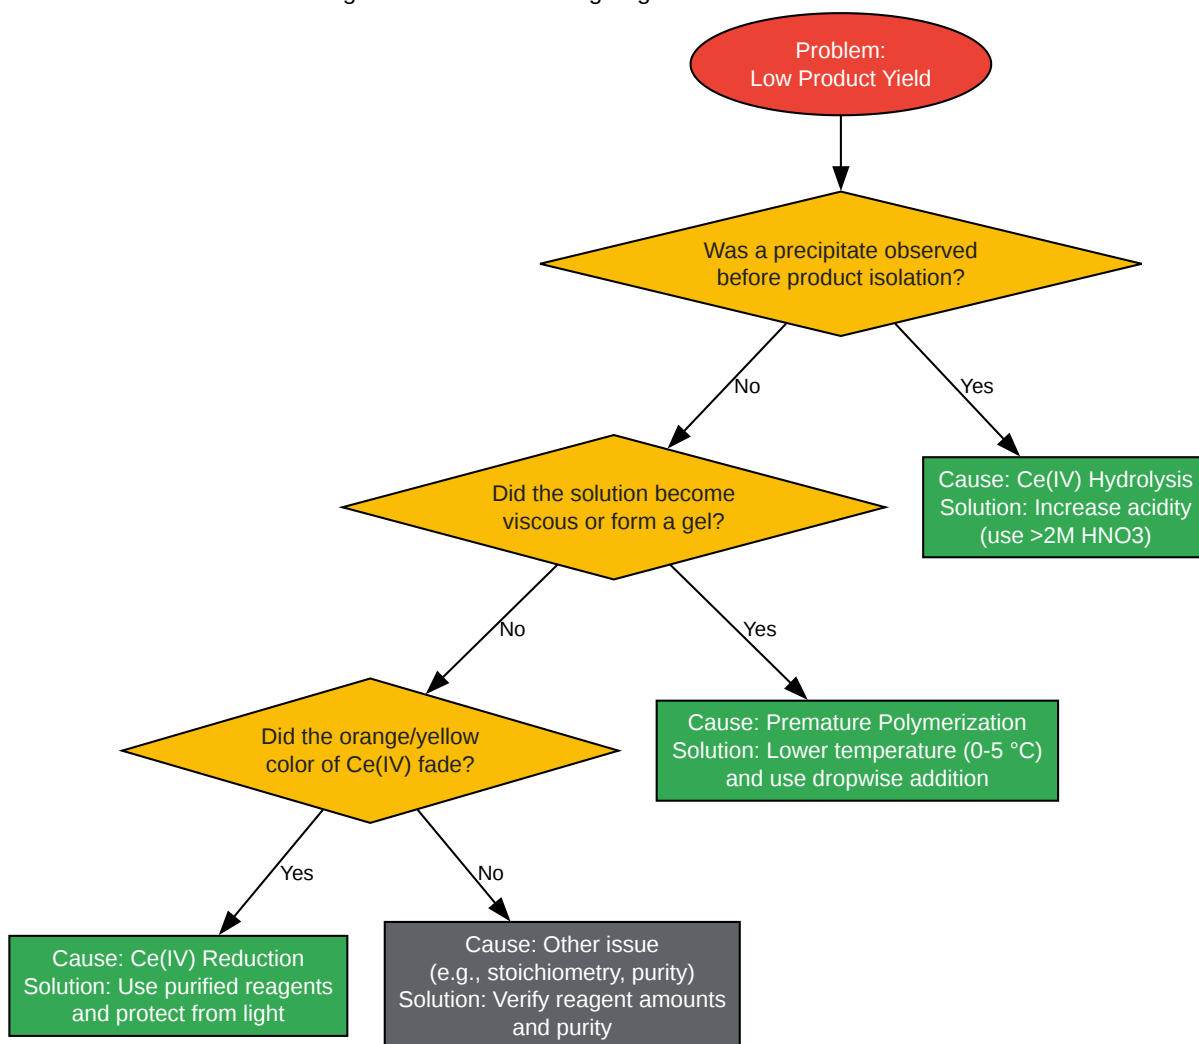 Problem:
Low Product Yield
Was a precipitate observed
before product isolation?
No
Yes
Did the solution become
viscous or form a gel?
Cause: Ce(IV) Hydrolysis
Solution: Increase acidity
(use >2M HNO3)
No
Yes
Did the orange/yellow
color of Ce(IV) fade?
Cause: Premature Polymerization
Solution: Lower temperature (0-5 °C)
and use dropwise addition
Yes
No
Cause: Ce(IV) Reduction
Solution: Use purified reagents
and protect from light
Cause: Other issue
(e.g., stoichiometry, purity)
Solution: Verify reagent amounts
and purity